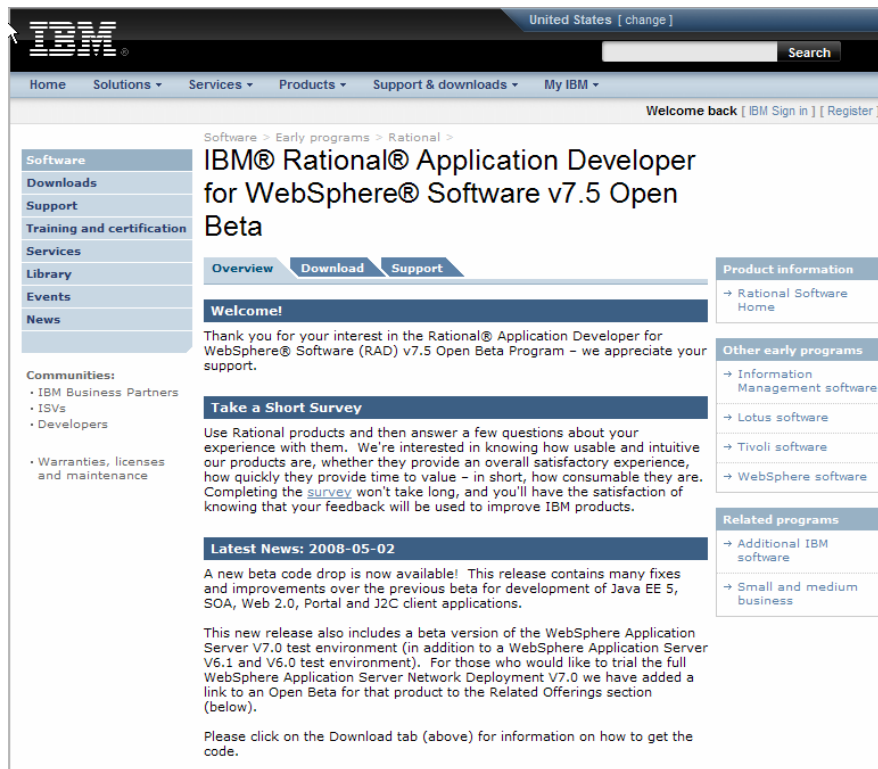 United States [ change ]
IBM®
Search
Home Solutions Services Products Support & downloads My IBM
Welcome back [ IBM Sign in ] [ Register ]
Software > Early programs > Rational >
IBM® Rational® Application Developer
for WebSphere® Software v7.5 Open
Beta
Software
Downloads
Support
Training and certification
Services
Library
Events
News
Communities:
· IBM Business Partners
· ISVs
· Developers
· Warranties, licenses
and maintenance
Overview Download Support
Welcome!
Thank you for your interest in the Rational® Application Developer for
WebSphere® Software (RAD) v7.5 Open Beta Program – we appreciate your
support.
Take a Short Survey
Use Rational products and then answer a few questions about your
experience with them. We're interested in knowing how usable and intuitive
our products are, whether they provide an overall satisfactory experience,
how quickly they provide time to value – in short, how consumable they are.
Completing the survey won't take long, and you'll have the satisfaction of
knowing that your feedback will be used to improve IBM products.
Latest News: 2008-05-02
A new beta code drop is now available! This release contains many fixes
and improvements over the previous beta for development of Java EE 5,
SOA, Web 2.0, Portal and J2C client applications.
This new release also includes a beta version of the WebSphere Application
Server V7.0 test environment (in addition to a WebSphere Application Server
V6.1 and V6.0 test environment). For those who would like to trial the full
WebSphere Application Server Network Deployment V7.0 we have added a
link to an Open Beta for that product to the Related Offerings section
(below).
Please click on the Download tab (above) for information on how to get the
code.
Product information
→ Rational Software
Home
Other early programs
→ Information
Management software
→ Lotus software
→ Tivoli software
→ WebSphere software
Related programs
→ Additional IBM
software
→ Small and medium
business